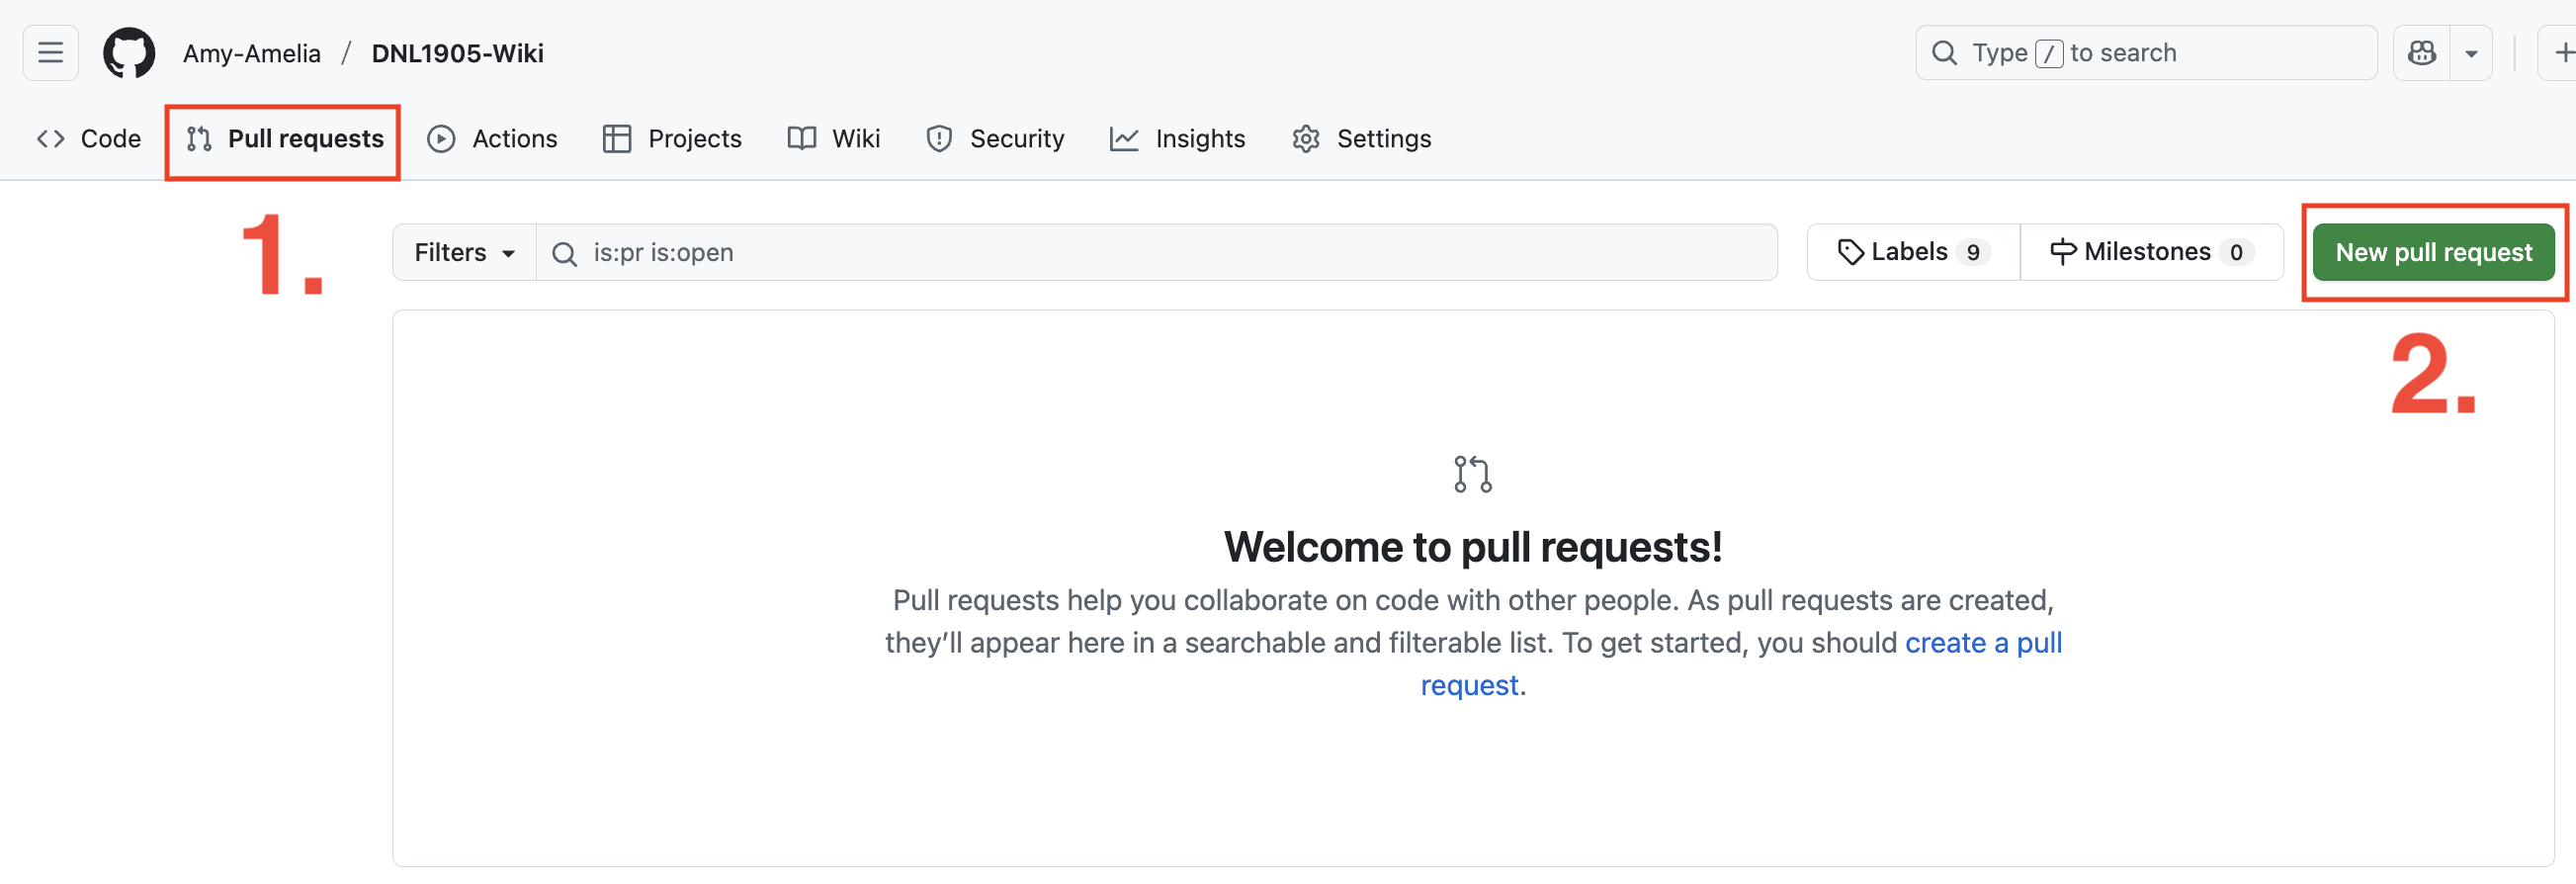 Amy-Amelia / DNL1905-Wiki
Type / to search
Code Pull requests Actions Projects Wiki Security Insights Settings
1.
Filters is:pr is:open Labels 9 Milestones 0 New pull request
2.
Welcome to pull requests!
Pull requests help you collaborate on code with other people. As pull requests are created,
they’ll appear here in a searchable and filterable list. To get started, you should create a pull
request.